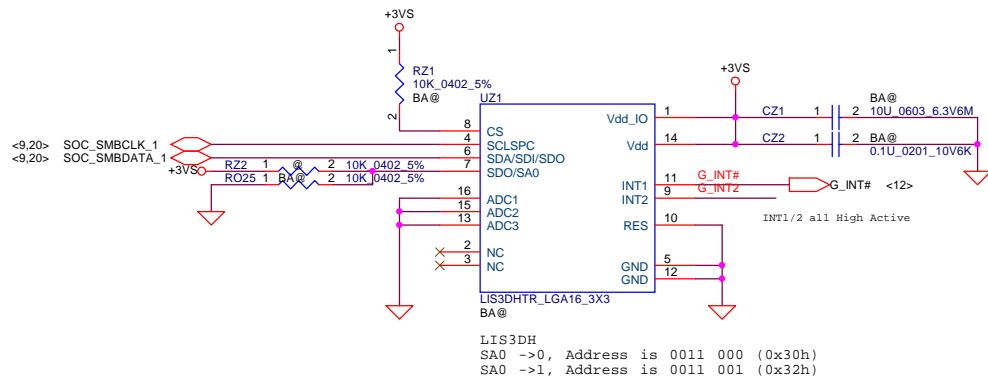 +3VS
1
RZ1
10K_0402_5%
BA@
2
UZ1
+3VS
CZ1 1 2 BA@
10U_0603_6.3V6M
CZ2 1 2 BA@
0.1U_0201_10V6K
8 CS
Vdd_IO 1
<9,20> SOC_SMBCLK_1 4 SCLSPC
Vdd 14
<9,20> SOC_SMBDATA_1 6 SDA/SDI/SDO
+3VS RZ2 1 @ 2 10K_0402_5% 7 SDO/SA0
RO25 1 BA@ 2 10K_0402_5%
INT1 11 G_INT# G_INT# <12>
INT2 9 G_INT2
INT1/2 all High Active
16 ADC1
15 ADC2
13 ADC3
RES 10
2 NC
3 NC
GND 5
GND 12
LIS3DHTR_LGA16_3X3
BA@
LIS3DH
SA0 ->0, Address is 0011 000 (0x30h)
SA0 ->1, Address is 0011 001 (0x32h)